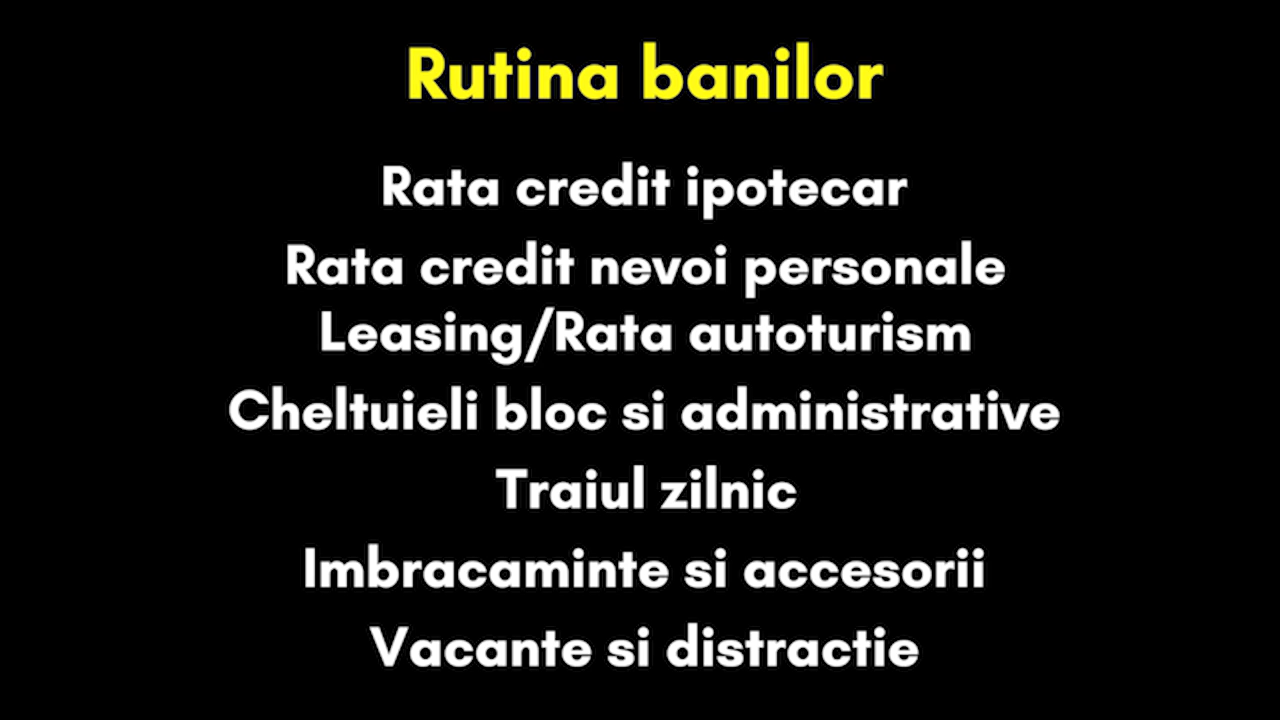 Rutina banilor
Rata credit ipotecar
Rata credit nevoi personale
Leasing/Rata autoturism
Cheltuieli bloc si administrative
Traiul zilnic
Imbracaminte si accesorii
Vacante si distractie